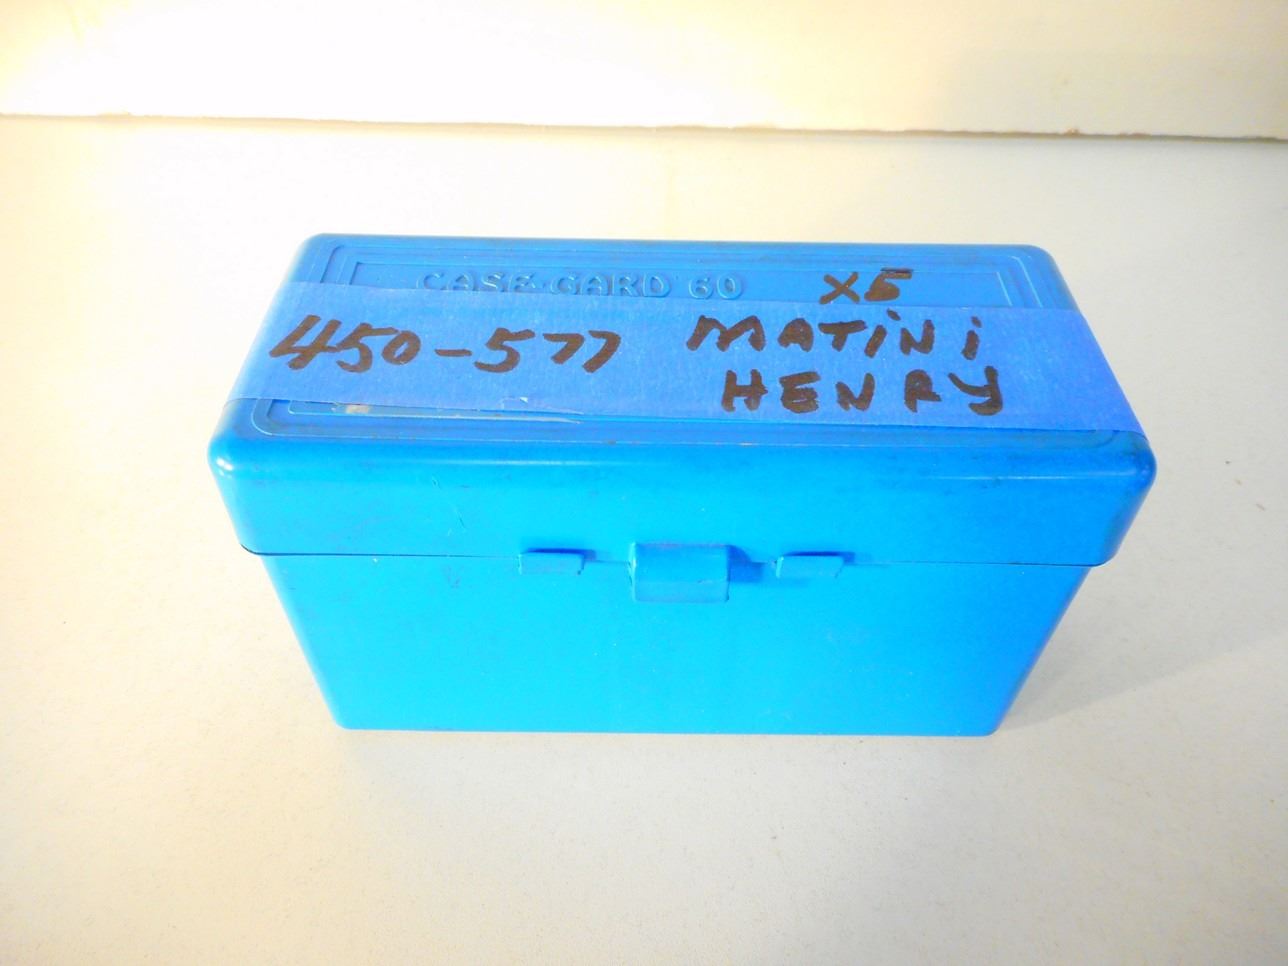 CASE-GARD 60 X5
450-577 MATiNi
HENRY